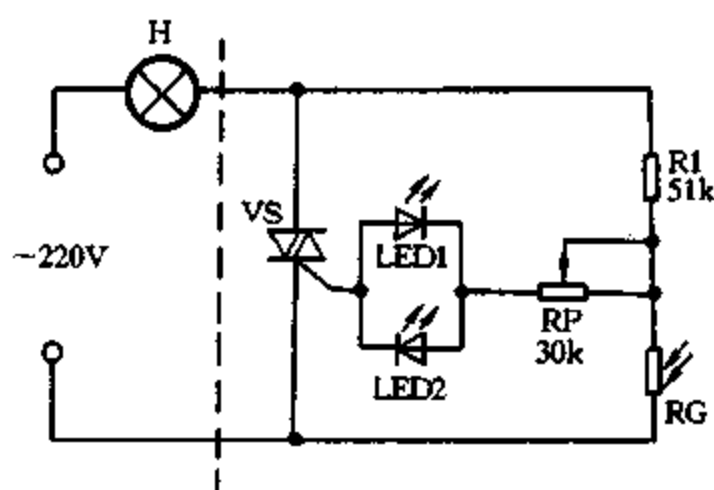 H
R1
51k
VS
~220V
LED1
RP
30k
LED2
RG